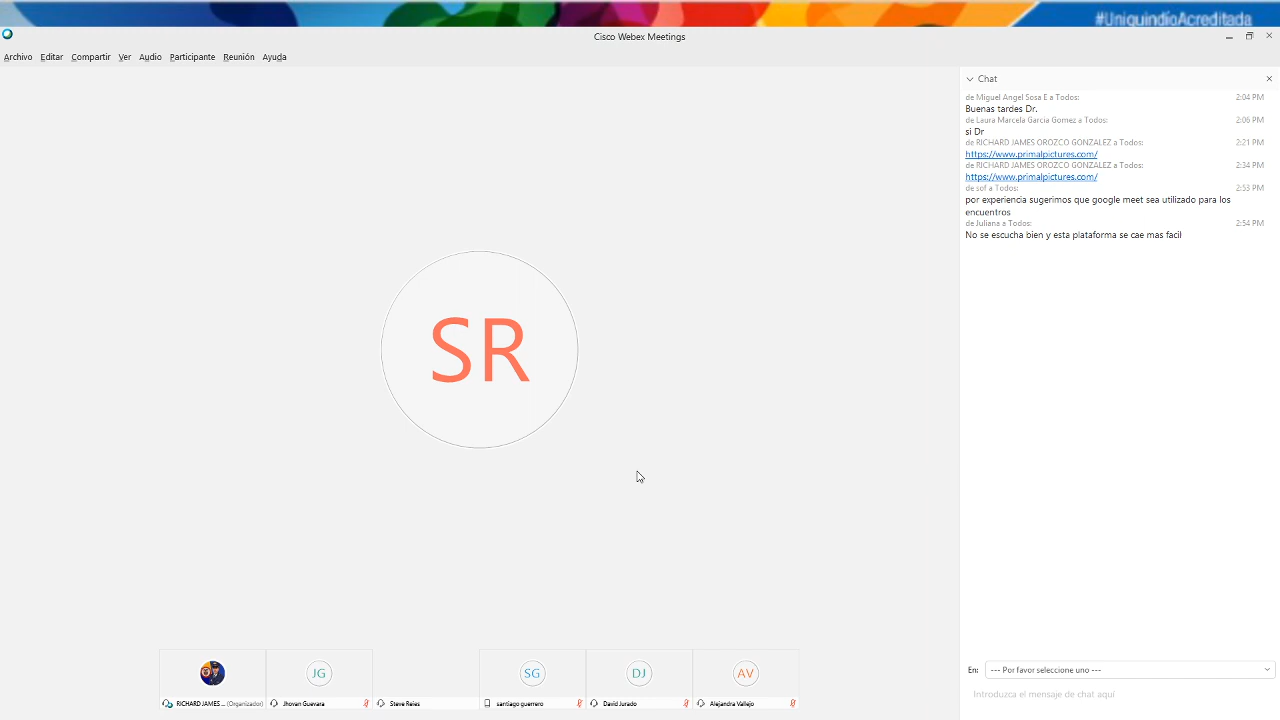 #UniquindíoAcreditada
Cisco Webex Meetings
Archivo Editar Compartir Ver Audio Participante Reunión Ayuda
Chat
de Miguel Angel Sosa E a Todos: 2:04 PM
Buenas tardes Dr.
de Laura Marcela Garcia Gomez a Todos: 2:06 PM
si Dr
de RICHARD JAMES OROZCO GONZALEZ a Todos: 2:21 PM
https://www.primalpictures.com/
de RICHARD JAMES OROZCO GONZALEZ a Todos: 2:34 PM
https://www.primalpictures.com/
de sof a Todos: 2:53 PM
por experiencia sugerimos que google meet sea utilizado para los
encuentros
de Juliana a Todos: 2:54 PM
No se escucha bien y esta plataforma se cae mas facil
SR
JG
SG
DJ
AV
RICHARD JAMES ... (Organizador)
Jhovan Guevara
Steve Reies
santiago guerrero
David Jurado
Alejandra Vallejo
En: --- Por favor seleccione uno ---
Introduzca el mensaje de chat aquí